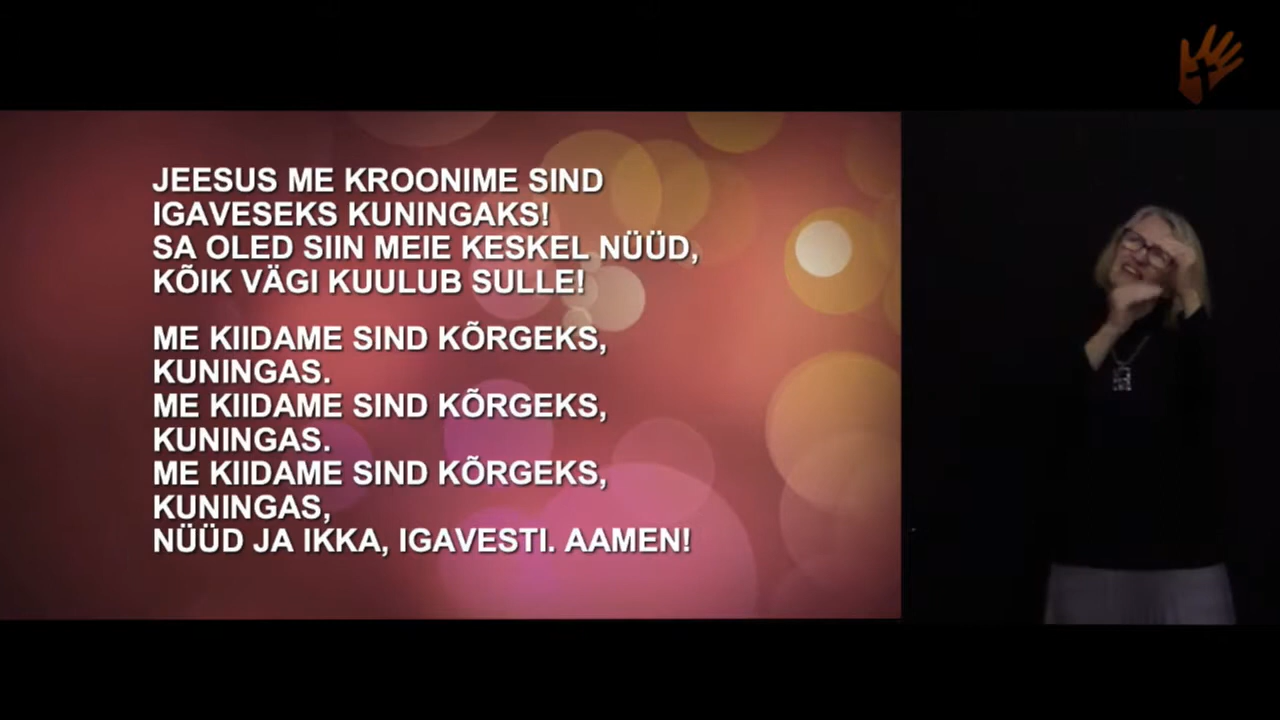 JEESUS ME KROONIME SIND
IGAVESEKS KUNINGAKS!
SA OLED SIIN MEIE KESKEL NÜÜD,
KÕIK VÄGI KUULUB SULLE!
ME KIIDAME SIND KÕRGEKS,
KUNINGAS.
ME KIIDAME SIND KÕRGEKS,
KUNINGAS.
ME KIIDAME SIND KÕRGEKS,
KUNINGAS,
NÜÜD JA IKKA, IGAVESTI. AAMEN!